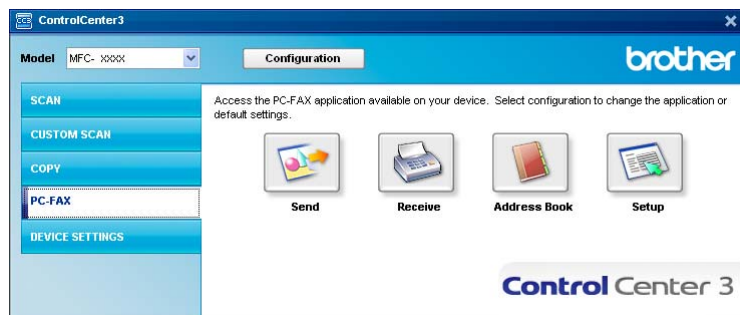 ControlCenter3
Model MFC- XXXX Configuration brother
SCAN
CUSTOM SCAN
COPY
PC-FAX
DEVICE SETTINGS
Access the PC-FAX application available on your device. Select configuration to change the application or
default settings.
Send Receive Address Book Setup
Control Center 3